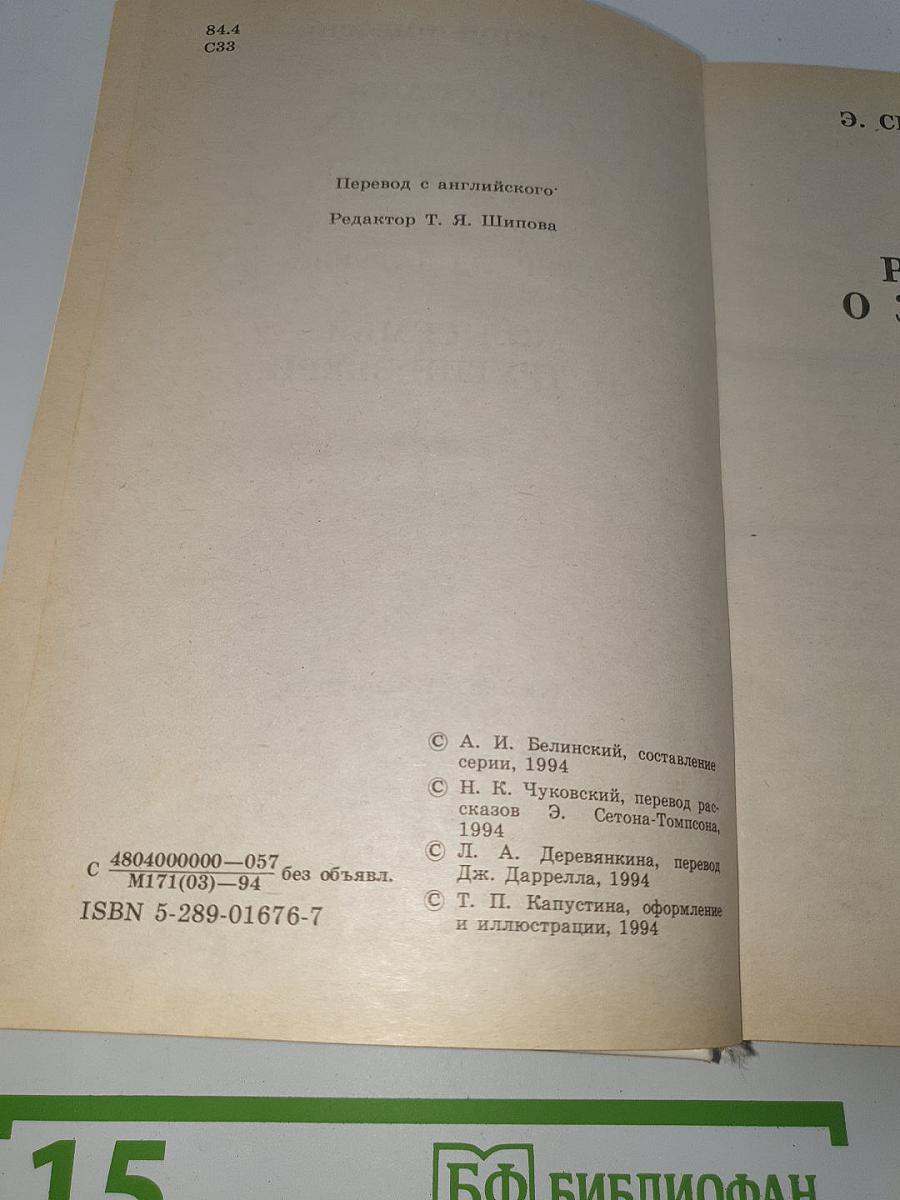 84.4
С33
Перевод с английского
Редактор Т. Я. Шипова
© А. И. Белинский, составление
серии, 1994
© Н. К. Чуковский, перевод рас-
сказов Э. Сетона-Томпсона,
1994
© Л. А. Деревянкина, перевод
Дж. Даррелла, 1994
© Т. П. Капустина, оформление
и иллюстрации, 1994
С 4804000000—057
М171(03)—94 без объявл.
ISBN 5-289-01676-7
Э.
О
15
БФ БИБЛИОФАН